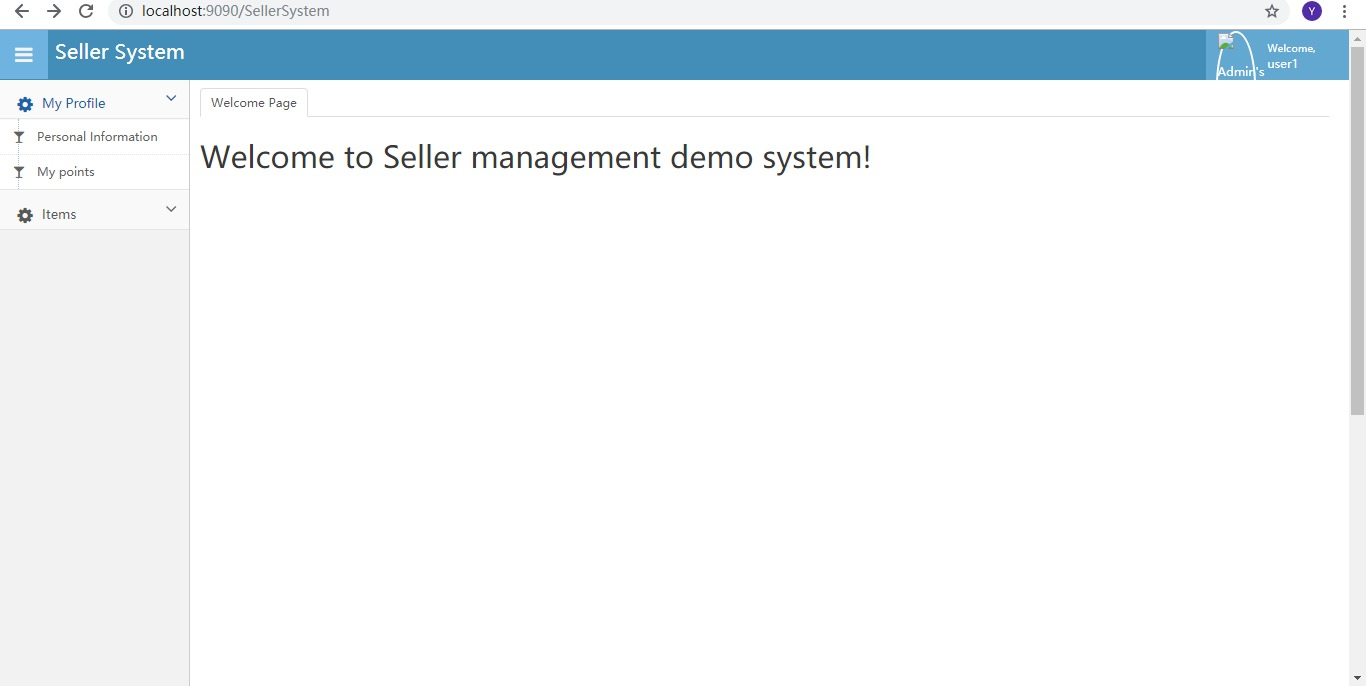 localhost:9090/SellerSystem
Y
Seller System
Admin's
Welcome,
user1
My Profile
Personal Information
My points
Items
Welcome Page
Welcome to Seller management demo system!